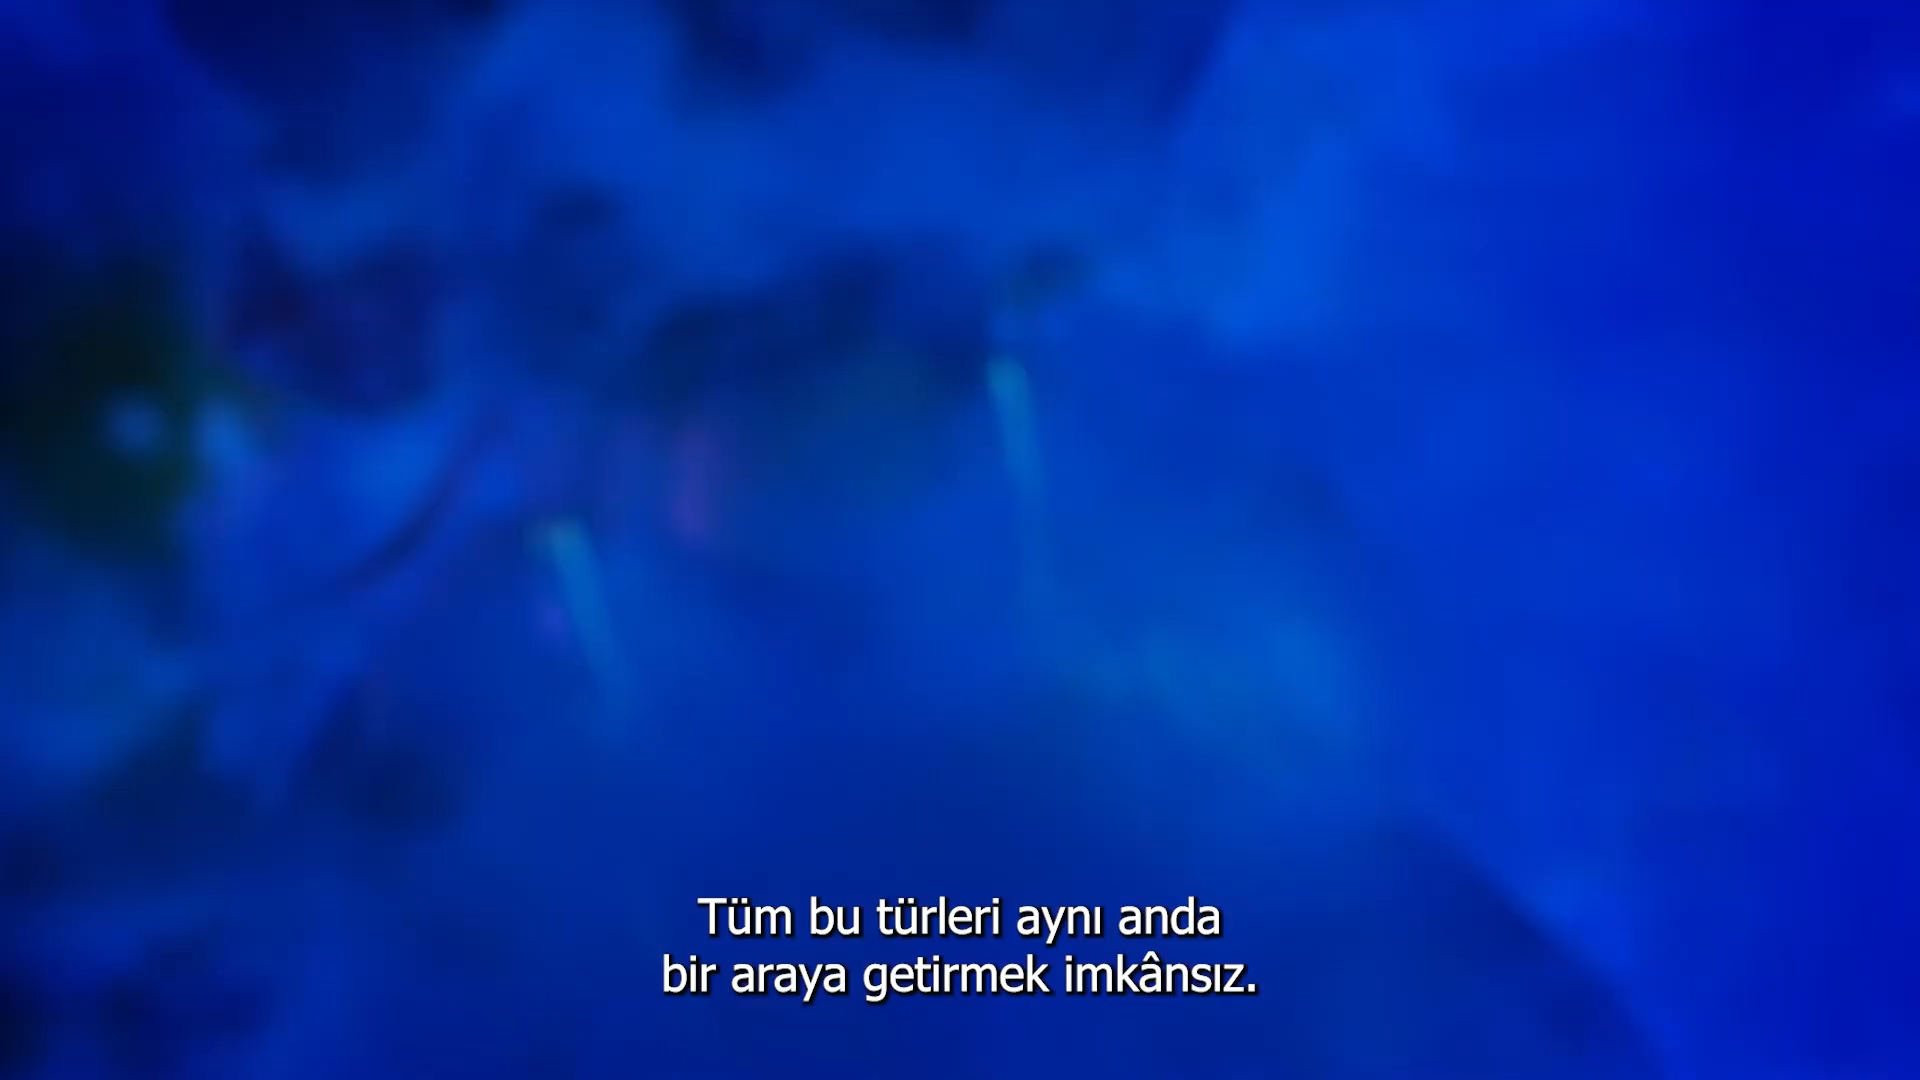 Tüm bu türleri aynı anda
bir araya getirmek imkânsız.